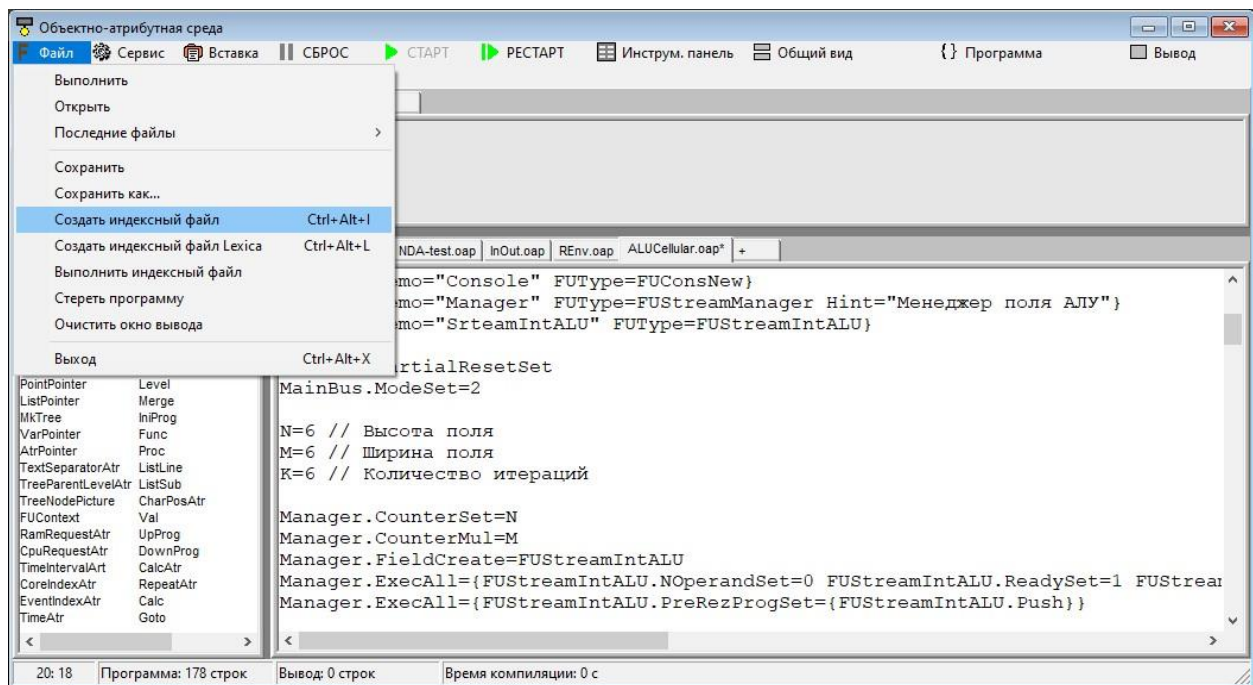 Объектно-атрибутная среда
F Файл Сервис Вставка СБРОС СТАРТ РЕСТАРТ Инструм. панель Общий вид {} Программа Вывод
Выполнить
Открыть
Последние файлы >
Сохранить
Сохранить как...
Создать индексный файл Ctrl+Alt+I
Создать индексный файл Lexica Ctrl+Alt+L
Выполнить индексный файл
Стереть программу
Очистить окно вывода
Выход Ctrl+Alt+X
NDA-test.oap InOut.oap REnv.oap ALUCellular.oap* +
emo="Console" FUType=FUConsNew}
emo="Manager" FUType=FUStreamManager Hint="Менеджер поля АЛУ"}
emo="SrteamIntALU" FUType=FUStreamIntALU}
rtialResetSet
MainBus.ModeSet=2
N=6 // Высота поля
M=6 // Ширина поля
K=6 // Количество итераций
Manager.CounterSet=N
Manager.CounterMul=M
Manager.FieldCreate=FUStreamIntALU
Manager.ExecAll={FUStreamIntALU.NOperandSet=0 FUStreamIntALU.ReadySet=1 FUStrea
Manager.ExecAll={FUStreamIntALU.PreRezProgSet={FUStreamIntALU.Push}}
PointPointer Level
ListPointer Merge
MkTree IniProg
VarPointer Func
AtrPointer Proc
TextSeparatorAtr ListLine
TreeParentLevelAtr ListSub
TreeNodePicture CharPosAtr
FUContext Val
RamRequestAtr UpProg
CpuRequestAtr DownProg
TimeIntervalArt CalcAtr
CoreIndexAtr RepeatAtr
EventIndexAtr Calc
TimeAtr Goto
20: 18 Программа: 178 строк Вывод: 0 строк Время компиляции: 0 с